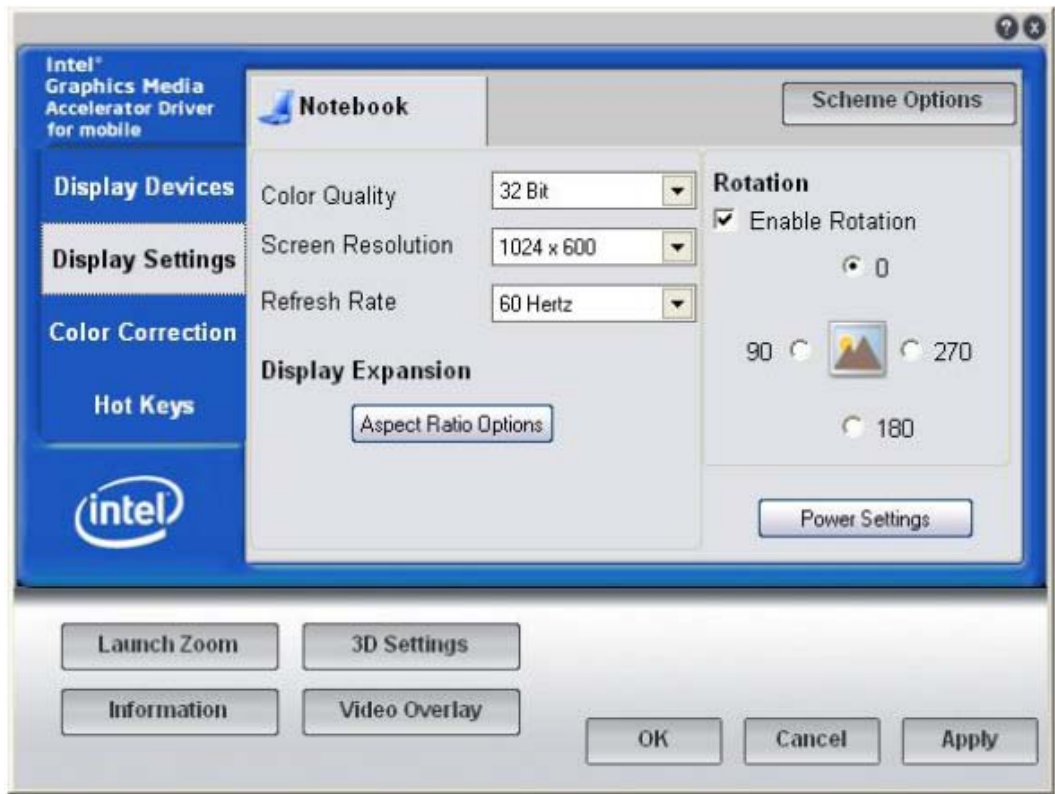 Intel®
Graphics Media
Accelerator Driver
for mobile
Notebook
Scheme Options
Display Devices
Display Settings
Color Correction
Hot Keys
intel
Color Quality
32 Bit
Screen Resolution
1024 x 600
Refresh Rate
60 Hertz
Display Expansion
Aspect Ratio Options
Rotation
Enable Rotation
0
90
270
180
Power Settings
Launch Zoom
3D Settings
Information
Video Overlay
OK
Cancel
Apply